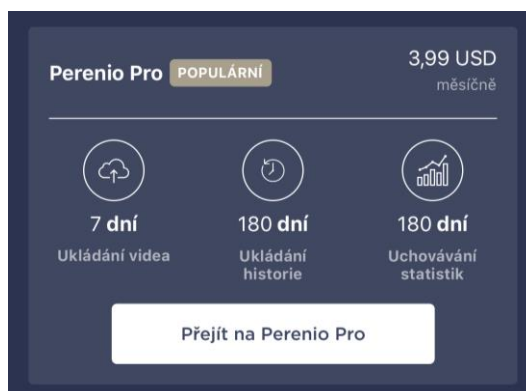 Perenio Pro POPULÁRNÍ 3,99 USD
měsíčně
7 dní 180 dní 180 dní
Ukládání videa Ukládání Uchovávání
historie statistik
Přejít na Perenio Pro